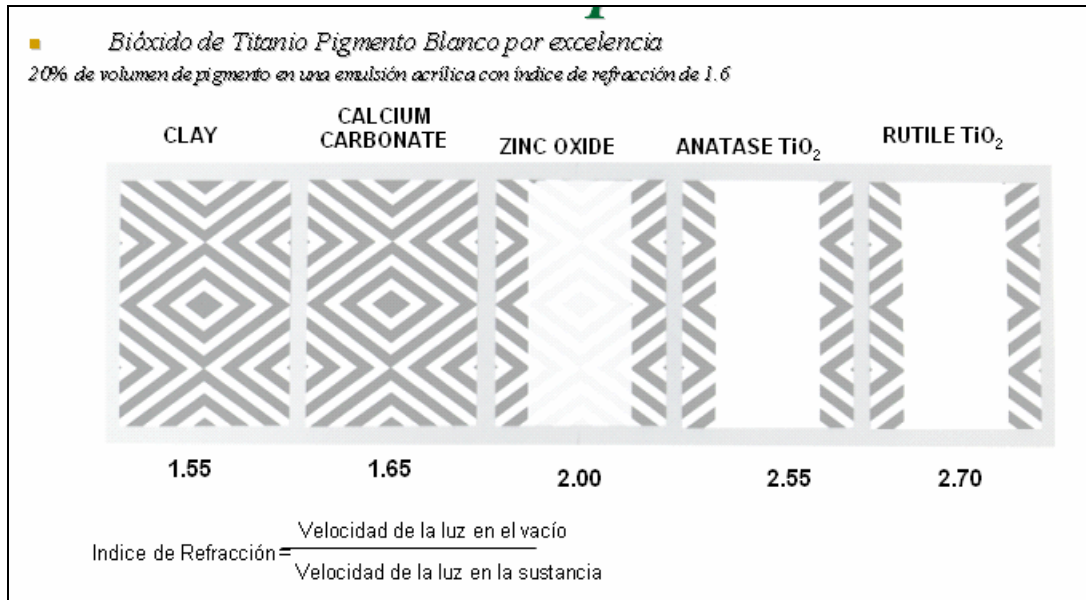 Bióxido de Titanio Pigmento Blanco por excelencia
20% de volumen de pigmento en una emulsión acrílica con índice de refracción de 1.6
CLAY
CALCIUM
CARBONATE
ZINC OXIDE
ANATASE TiO₂
RUTILE TiO₂
1.55
1.65
2.00
2.55
2.70
Indice de Refracción=
Velocidad de la luz en el vacío
Velocidad de la luz en la sustancia